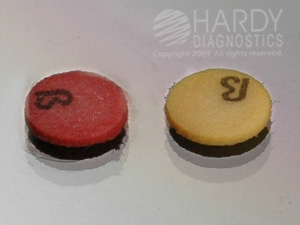 HARDY
DIAGNOSTICS
Copyright 2009 All rights reserved.
β
β